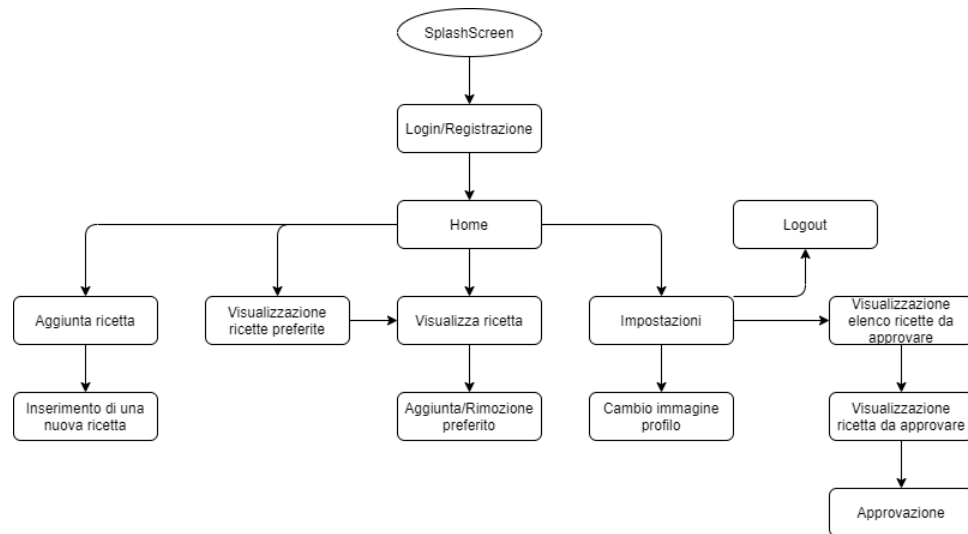 SplashScreen
Login/Registrazione
Home
Logout
Aggiunta ricetta
Visualizzazione
ricette preferite
Visualizza ricetta
Impostazioni
Visualizzazione
elenco ricette da
approvare
Inserimento di una
nuova ricetta
Aggiunta/Rimozione
preferito
Cambio immagine
profilo
Visualizzazione
ricetta da approvare
Approvazione